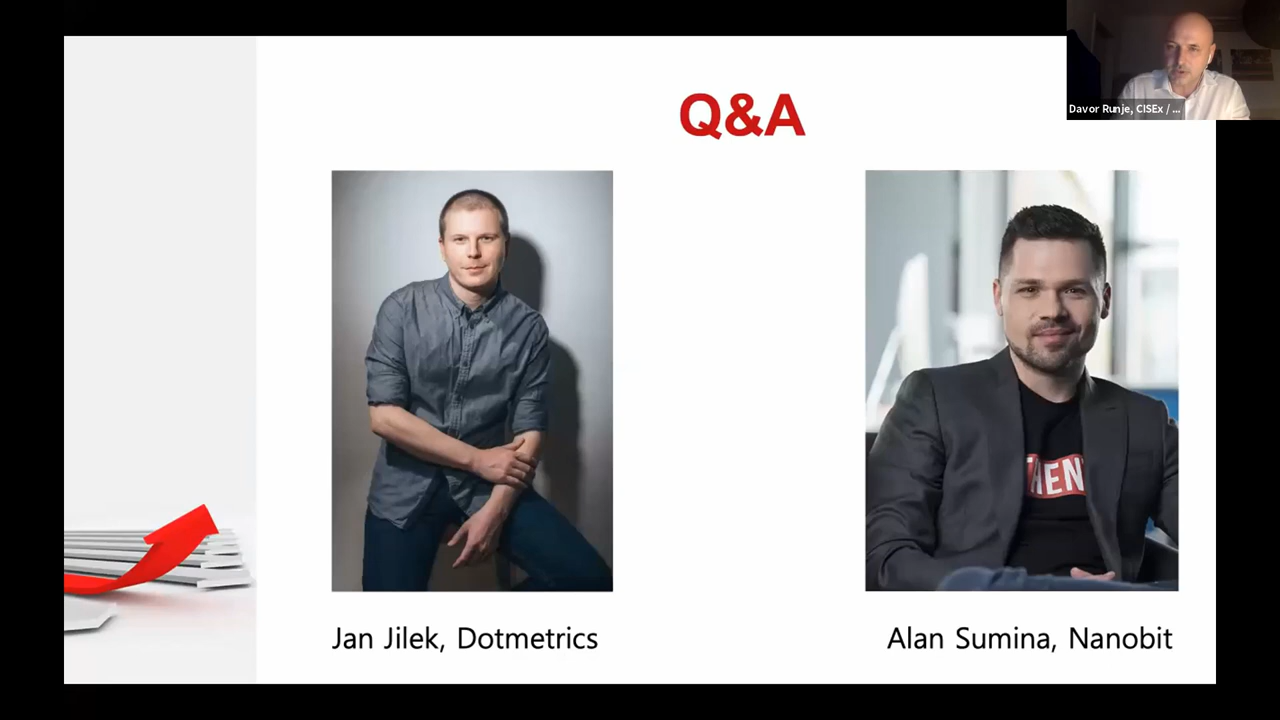 Q&A
Davor Runje, CISEx / ...
Jan Jilek, Dotmetrics
Alan Sumina, Nanobit